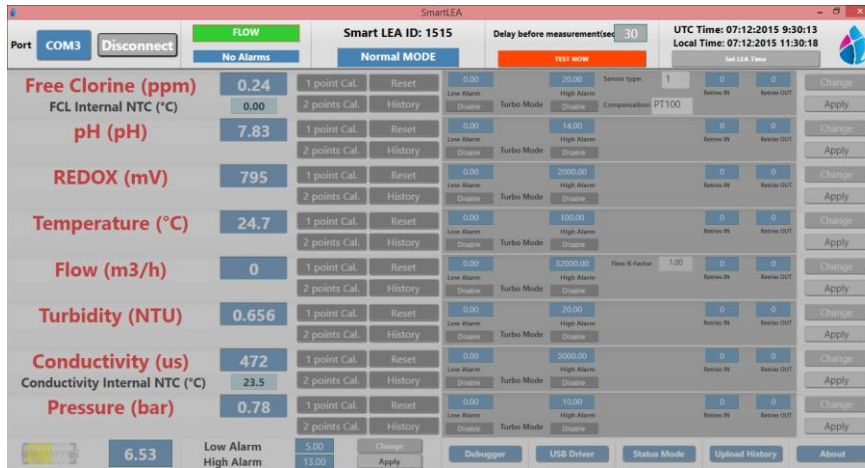 SmartLEA
Port COM3 Disconnect FLOW Smart LEA ID: 1515 Delay before measurement(sec 30 UTC Time: 07:12:2015 9:30:13
No Alarms Normal MODE TEST NOW Local Time: 07:12:2015 11:30:18
Set LEA Time
Free Clorine (ppm) 0.24 1 point Cal. Reset 0.00 20.00 Sensor type: 1 0 0 Change
Low Alarm High Alarm Retries IN Retries OUT
FCL Internal NTC (°C) 0.00 2 points Cal. History Disable Turbo Mode Disable Compensation: PT100 Apply
pH (pH) 7.83 1 point Cal. Reset 0.00 14.00 0 0 Change
Low Alarm High Alarm Retries IN Retries OUT
2 points Cal. History Disable Turbo Mode Disable Apply
REDOX (mV) 795 1 point Cal. Reset 0.00 2000.00 0 0 Change
Low Alarm High Alarm Retries IN Retries OUT
2 points Cal. History Disable Turbo Mode Disable Apply
Temperature (°C) 24.7 1 point Cal. Reset 0.00 100.00 0 0 Change
Low Alarm High Alarm Retries IN Retries OUT
2 points Cal. History Disable Turbo Mode Disable Apply
Flow (m3/h) 0 1 point Cal. Reset 0.00 32000.00 Flow K-Factor 1.00 0 0 Change
Low Alarm High Alarm Retries IN Retries OUT
2 points Cal. History Disable Turbo Mode Disable Apply
Turbidity (NTU) 0.656 1 point Cal. Reset 0.00 20.00 0 0 Change
Low Alarm High Alarm Retries IN Retries OUT
2 points Cal. History Disable Turbo Mode Disable Apply
Conductivity (us) 472 1 point Cal. Reset 0.00 5000.00 0 0 Change
Low Alarm High Alarm Retries IN Retries OUT
Conductivity Internal NTC (°C) 23.5 2 points Cal. History Disable Turbo Mode Disable Apply
Pressure (bar) 0.78 1 point Cal. Reset 0.00 10.00 0 0 Change
Low Alarm High Alarm Retries IN Retries OUT
2 points Cal. History Disable Turbo Mode Disable Apply
6.53 Low Alarm 5.00 Change Debugger USB Driver Status Mode Upload History About
High Alarm 13.00 Apply